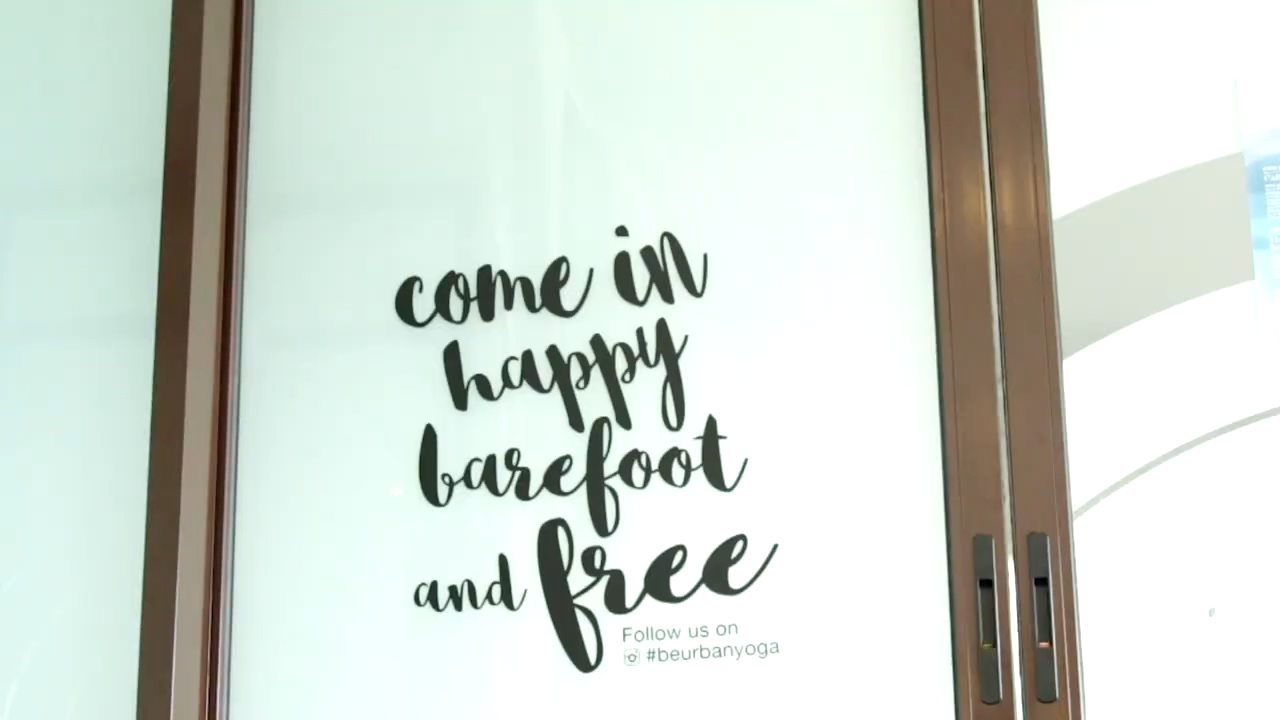 come in
happy
barefoot
and free
Follow us on
#beurbanyoga